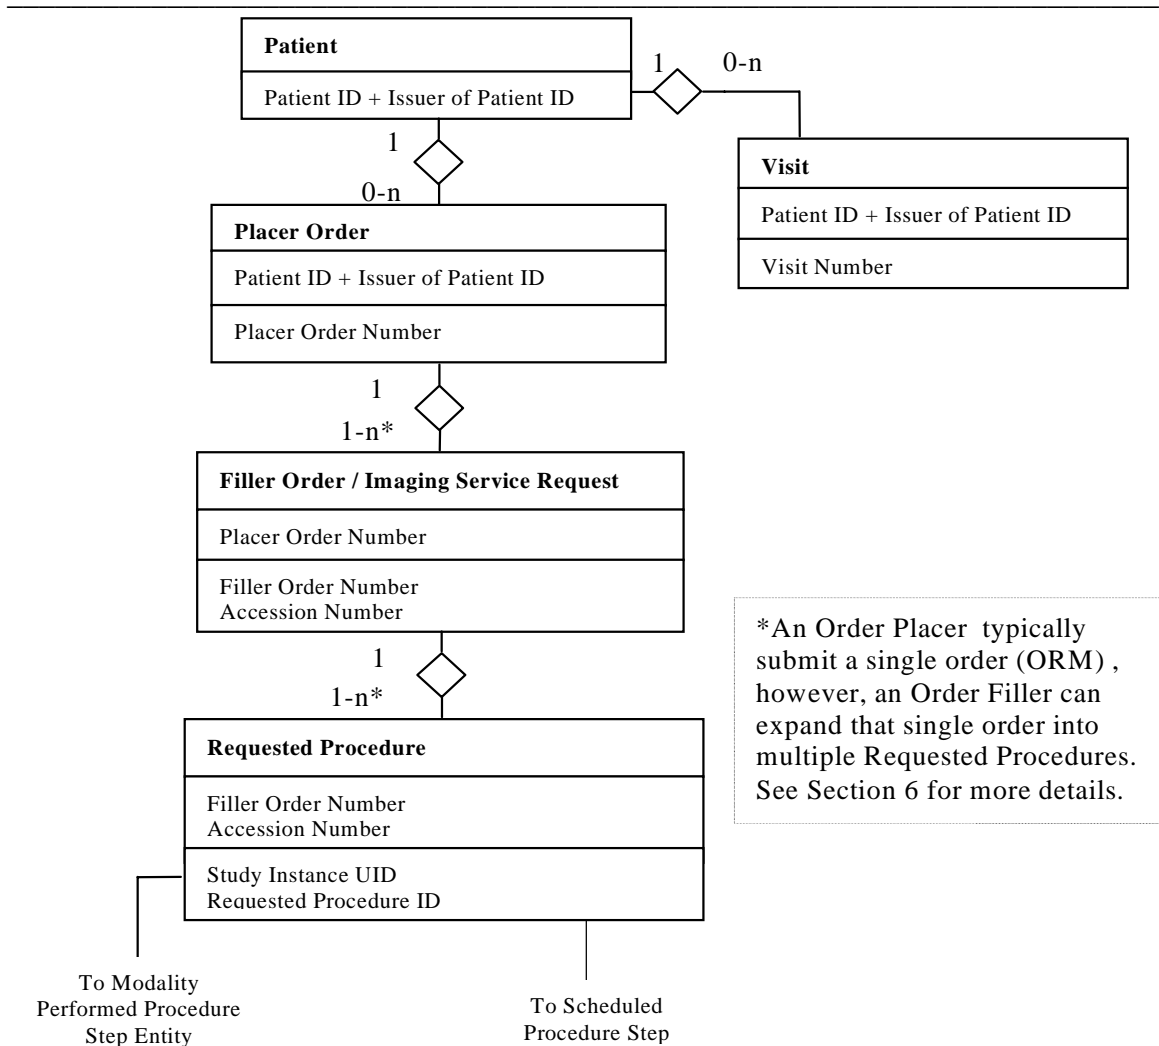 Patient
Patient ID + Issuer of Patient ID
1
0-n
Visit
Patient ID + Issuer of Patient ID
Visit Number
1
0-n
Placer Order
Patient ID + Issuer of Patient ID
Placer Order Number
1
1-n*
Filler Order / Imaging Service Request
Placer Order Number
Filler Order Number
Accession Number
*An Order Placer typically
submit a single order (ORM) ,
however, an Order Filler can
expand that single order into
multiple Requested Procedures.
See Section 6 for more details.
1
1-n*
Requested Procedure
Filler Order Number
Accession Number
Study Instance UID
Requested Procedure ID
To Modality
Performed Procedure
Step Entity
To Scheduled
Procedure Step